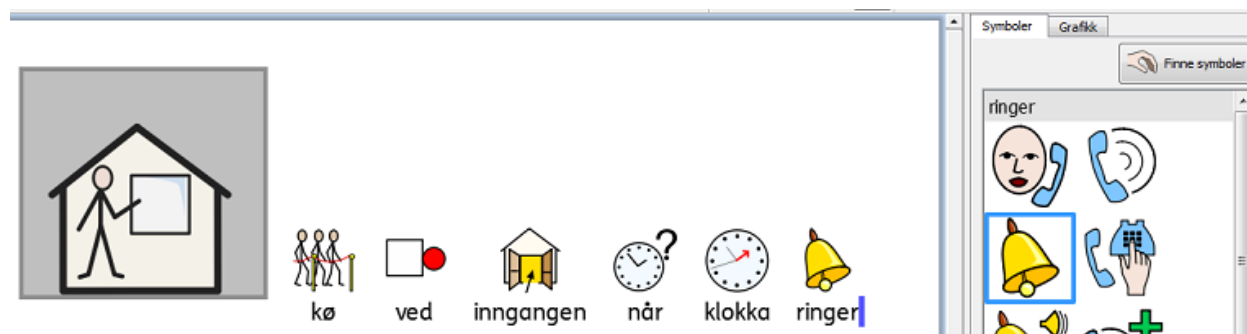 Symboler Grafikk
Finne symboler
ringer
kø ved inngangen når klokka ringer